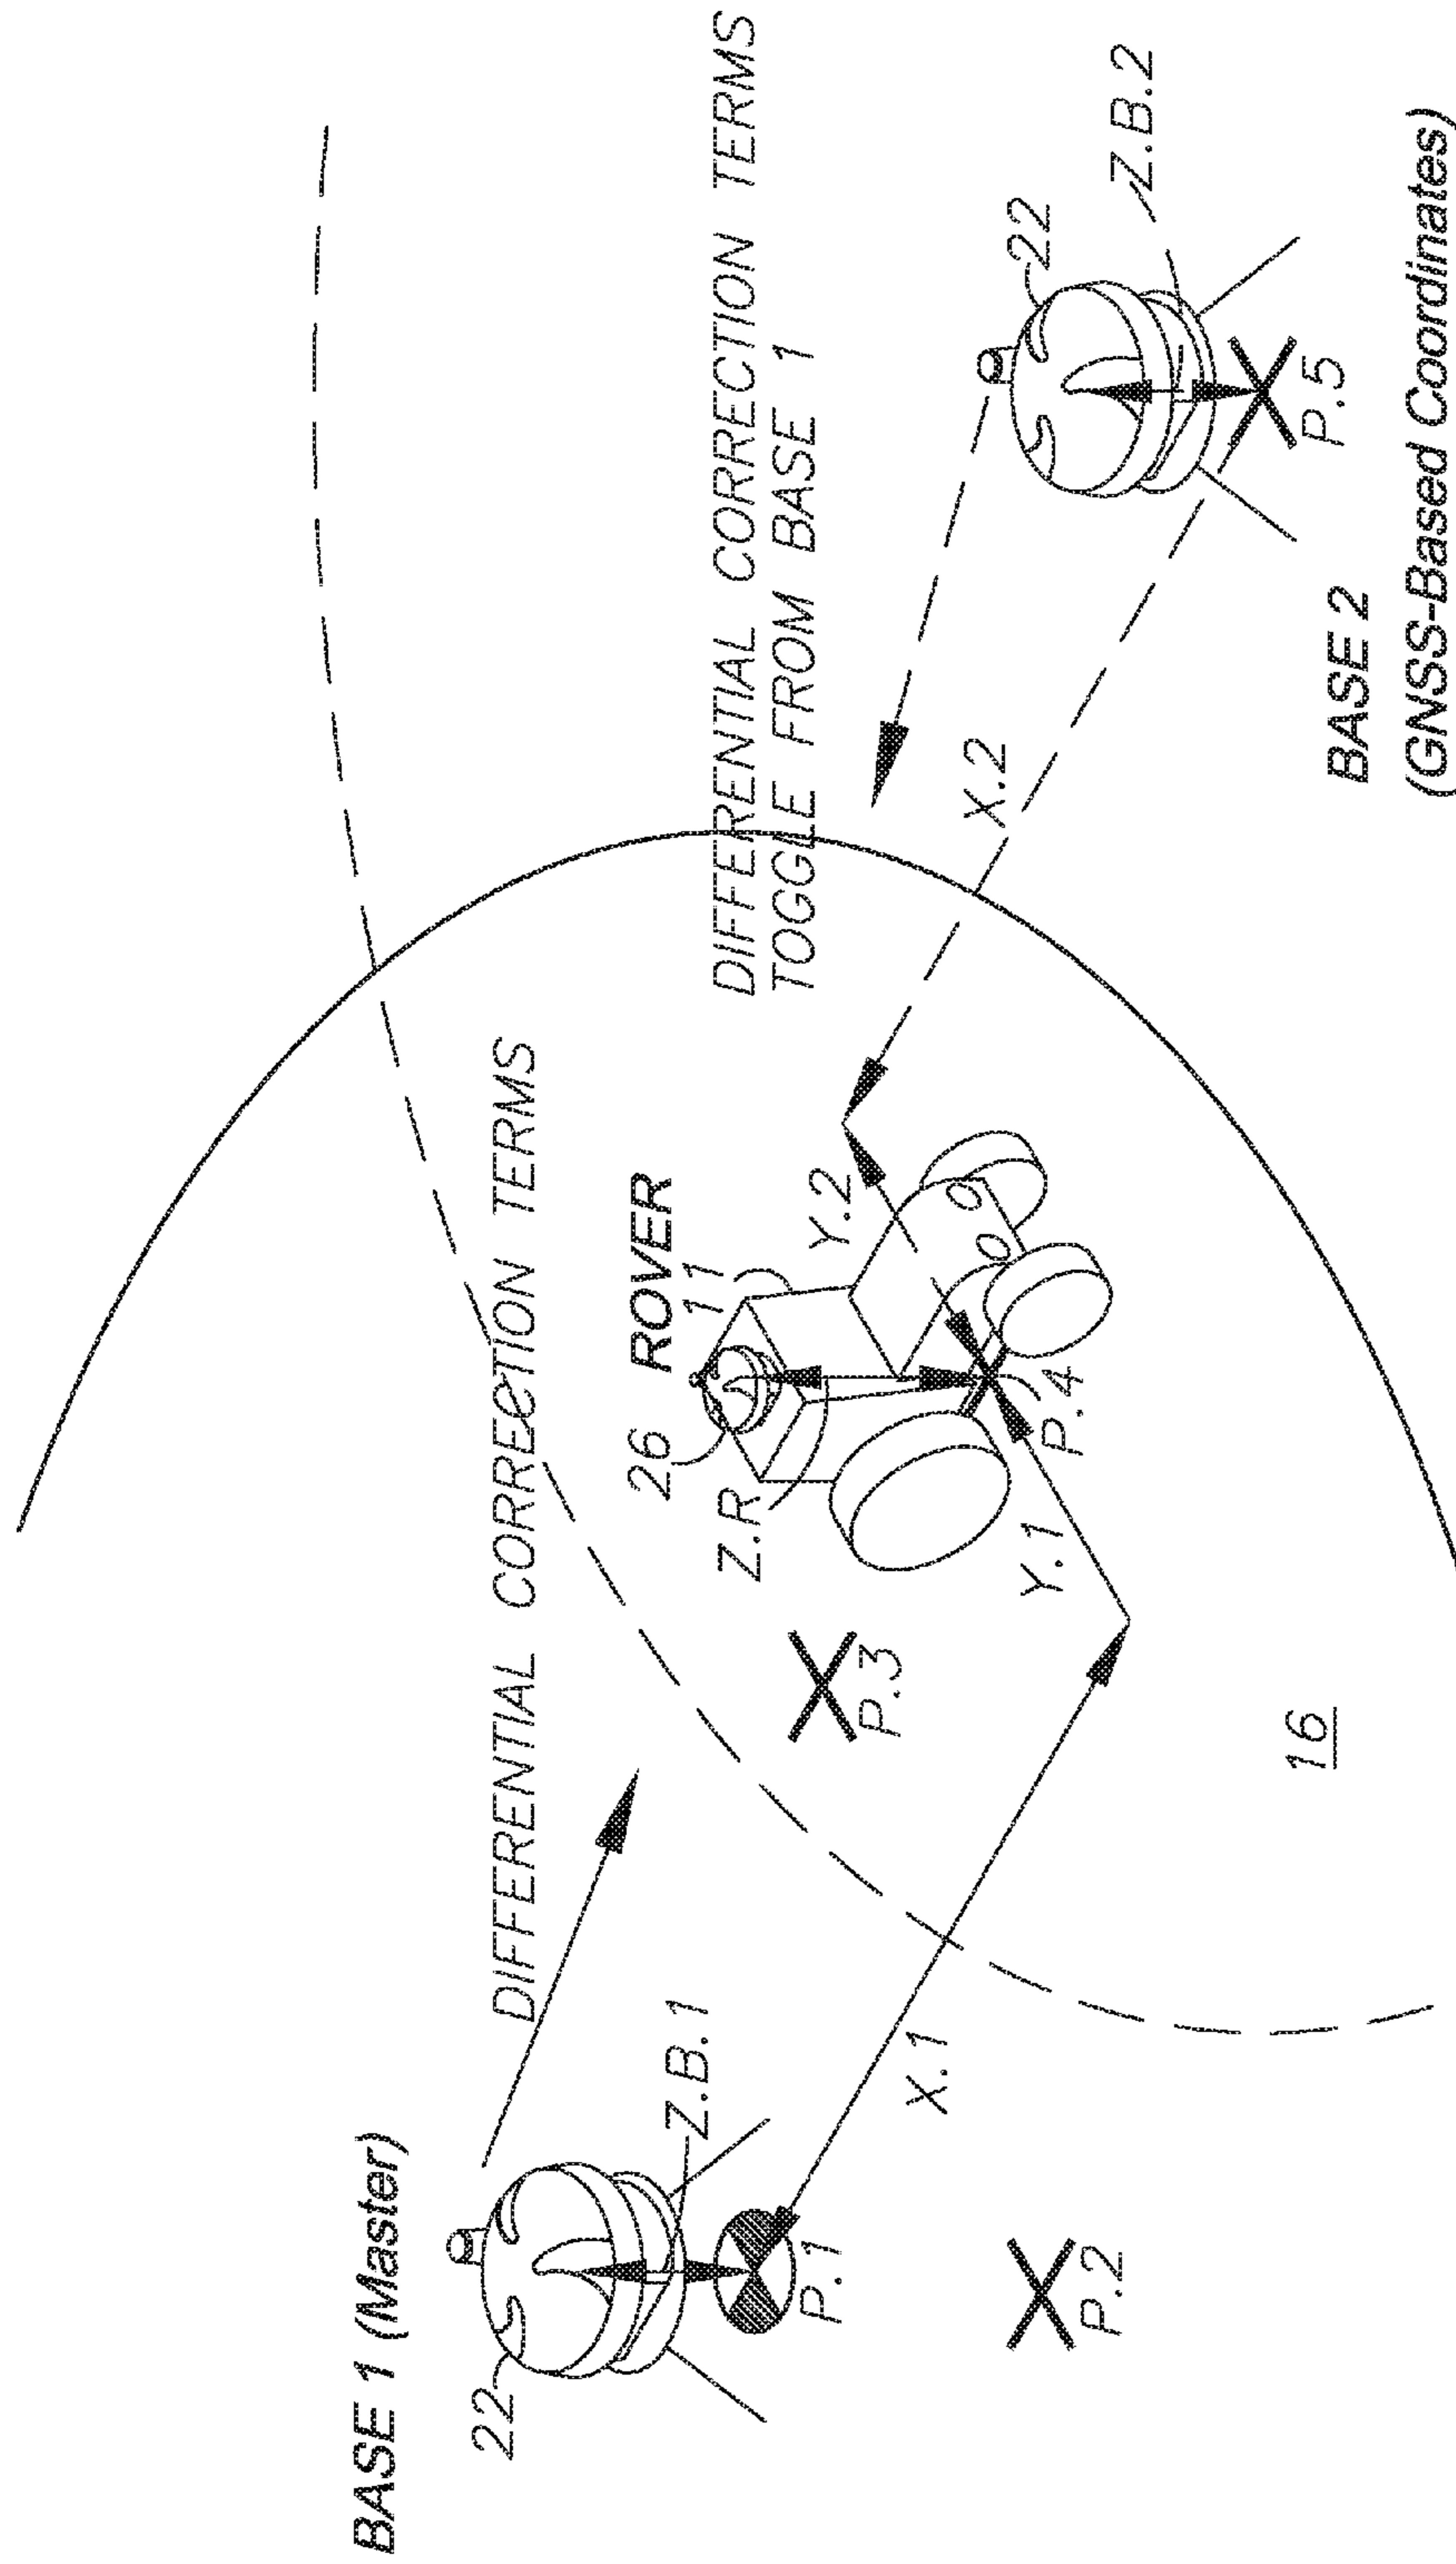 BASE 1 (Master)
22
DIFFERENTIAL CORRECTION TERMS
Z.B.1
P.1
P.2
X.1
26
ROVER
11
Z.R
P.3
Y.1
P.4
Y.2
16
DIFFERENTIAL CORRECTION TERMS
TOGGLE FROM BASE 1
X.2
22
Z.B.2
P.5
BASE 2
(GNSS-Based Coordinates)